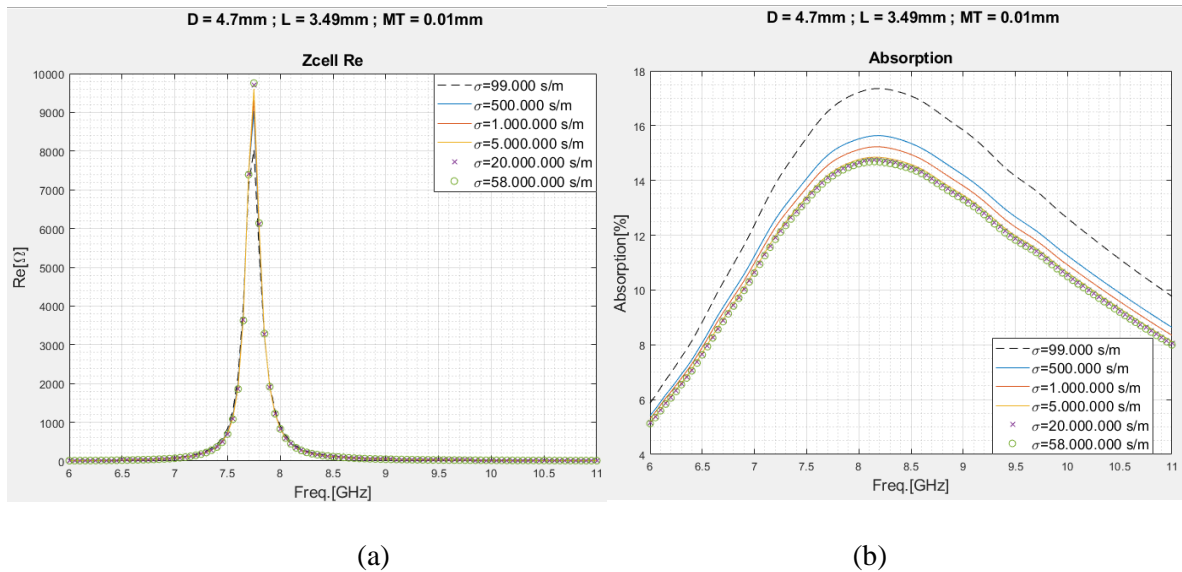 D = 4.7mm ; L = 3.49mm ; MT = 0.01mm
Zcell Re
10000
9000
8000
7000
6000
5000
4000
3000
2000
1000
0
Re[Ω]
6 6.5 7 7.5 8 8.5 9 9.5 10 10.5 11
Freq.[GHz]
σ=99.000 s/m
σ=500.000 s/m
σ=1.000.000 s/m
σ=5.000.000 s/m
σ=20.000.000 s/m
σ=58.000.000 s/m
(a)
D = 4.7mm ; L = 3.49mm ; MT = 0.01mm
Absorption
18
16
14
12
10
8
6
4
Absorption[%]
6 6.5 7 7.5 8 8.5 9 9.5 10 10.5 11
Freq.[GHz]
σ=99.000 s/m
σ=500.000 s/m
σ=1.000.000 s/m
σ=5.000.000 s/m
σ=20.000.000 s/m
σ=58.000.000 s/m
(b)